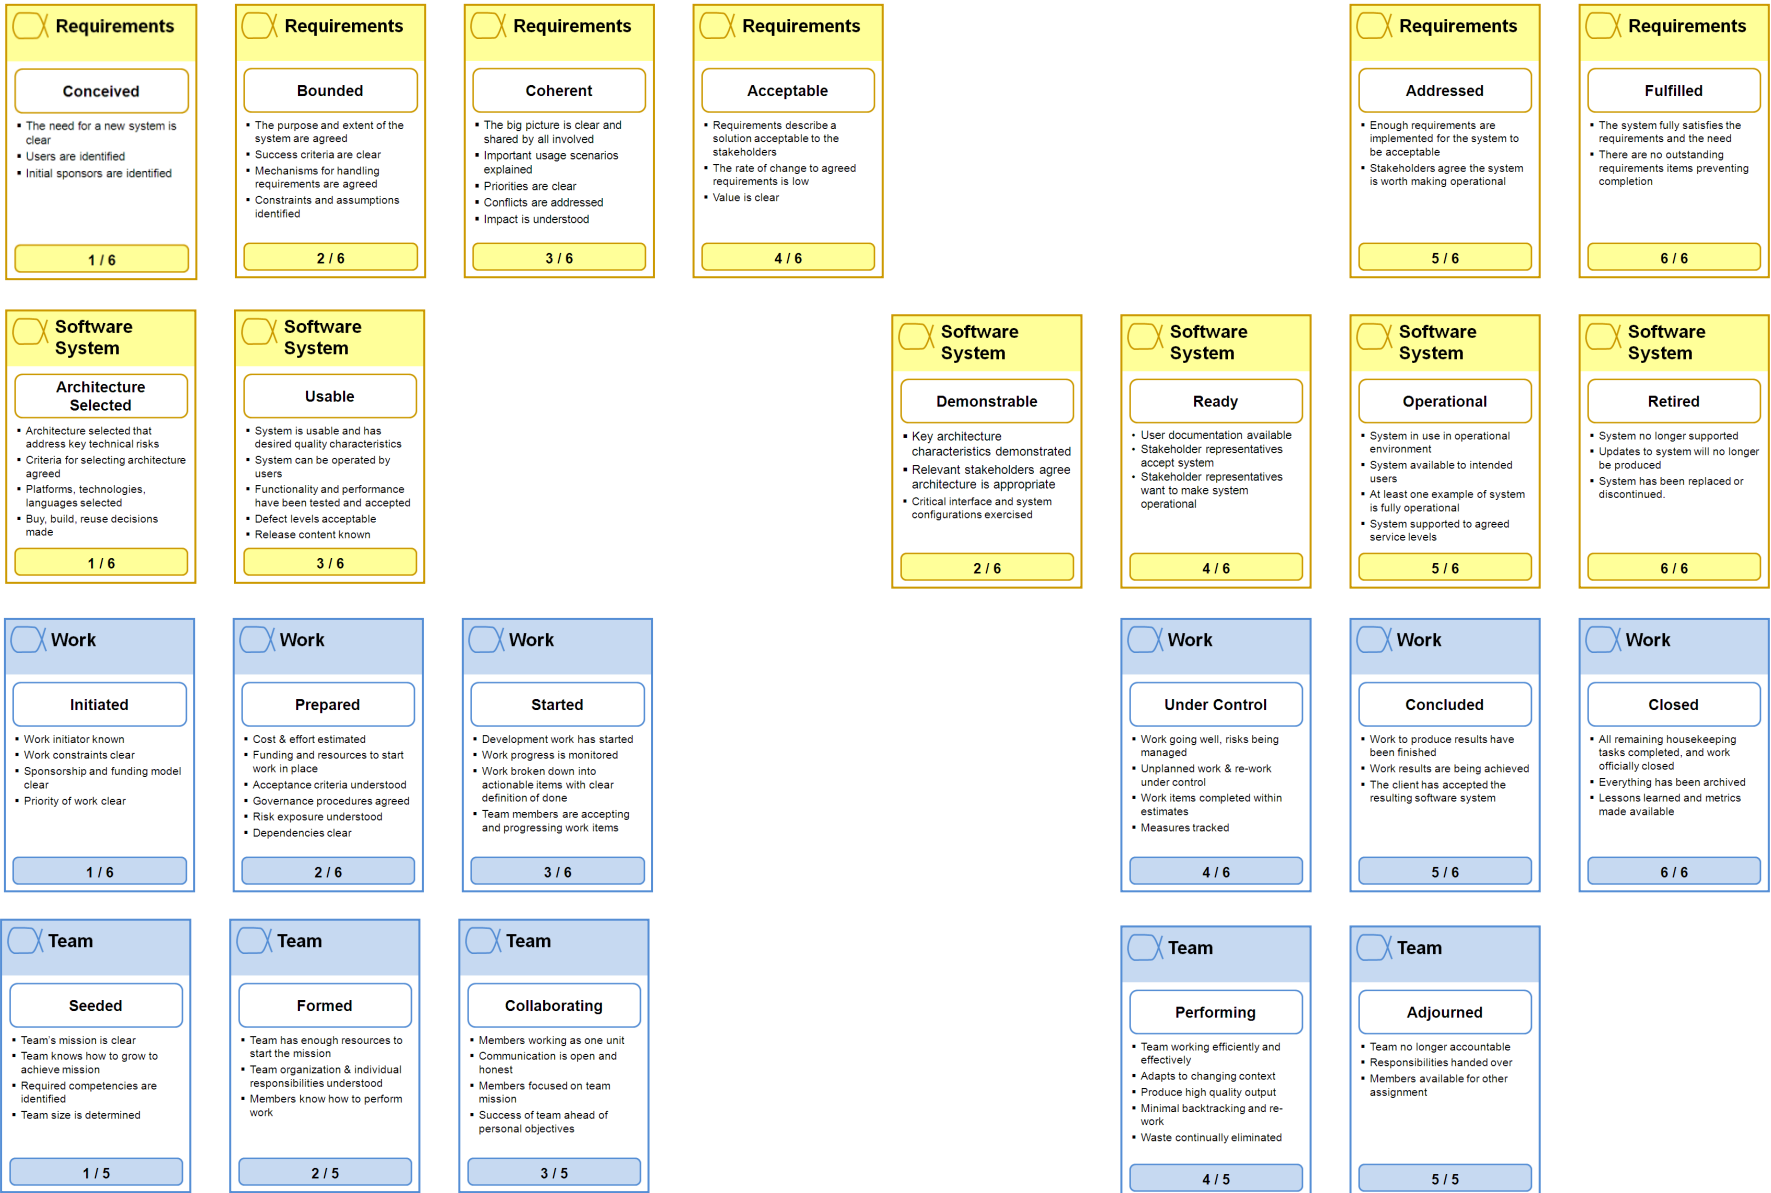 Requirements
Conceived
▪ The need for a new system is
clear
▪ Users are identified
▪ Initial sponsors are identified
1 / 6
Requirements
Bounded
▪ The purpose and extent of the
system are agreed
▪ Success criteria are clear
▪ Mechanisms for handling
requirements are agreed
▪ Constraints and assumptions
identified
2 / 6
Requirements
Coherent
▪ The big picture is clear and
shared by all involved
▪ Important usage scenarios
explained
▪ Priorities are clear
▪ Conflicts are addressed
▪ Impact is understood
3 / 6
Requirements
Acceptable
▪ Requirements describe a
solution acceptable to the
stakeholders
▪ The rate of change to agreed
requirements is low
▪ Value is clear
4 / 6
Requirements
Addressed
▪ Enough requirements are
implemented for the system to
be acceptable
▪ Stakeholders agree the system
is worth making operational
5 / 6
Requirements
Fulfilled
▪ The system fully satisfies the
requirements and the need
▪ There are no outstanding
requirements items preventing
completion
6 / 6
Software
System
Architecture
Selected
▪ Architecture selected that
address key technical risks
▪ Criteria for selecting architecture
agreed
▪ Platforms, technologies,
languages selected
▪ Buy, build, reuse decisions
made
1 / 6
Software
System
Usable
▪ System is usable and has
desired quality characteristics
▪ System can be operated by
users
▪ Functionality and performance
have been tested and accepted
▪ Defect levels acceptable
▪ Release content known
3 / 6
Software
System
Demonstrable
▪ Key architecture
characteristics demonstrated
▪ Relevant stakeholders agree
architecture is appropriate
▪ Critical interface and system
configurations exercised
2 / 6
Software
System
Ready
• User documentation available
• Stakeholder representatives
accept system
• Stakeholder representatives
want to make system
operational
4 / 6
Software
System
Operational
▪ System in use in operational
environment
▪ System available to intended
users
▪ At least one example of system
is fully operational
▪ System supported to agreed
service levels
5 / 6
Software
System
Retired
▪ System no longer supported
▪ Updates to system will no longer
be produced
▪ System has been replaced or
discontinued.
6 / 6
Work
Initiated
▪ Work initiator known
▪ Work constraints clear
▪ Sponsorship and funding model
clear
▪ Priority of work clear
1 / 6
Work
Prepared
▪ Cost & effort estimated
▪ Funding and resources to start
work in place
▪ Acceptance criteria understood
▪ Governance procedures agreed
▪ Risk exposure understood
▪ Dependencies clear
2 / 6
Work
Started
▪ Development work has started
▪ Work progress is monitored
▪ Work broken down into
actionable items with clear
definition of done
▪ Team members are accepting
and progressing work items
3 / 6
Work
Under Control
▪ Work going well, risks being
managed
▪ Unplanned work & re-work
under control
▪ Work items completed within
estimates
▪ Measures tracked
4 / 6
Work
Concluded
▪ Work to produce results have
been finished
▪ Work results are being achieved
▪ The client has accepted the
resulting software system
5 / 6
Work
Closed
▪ All remaining housekeeping
tasks completed, and work
officially closed
▪ Everything has been archived
▪ Lessons learned and metrics
made available
6 / 6
Team
Seeded
▪ Team's mission is clear
▪ Team knows how to grow to
achieve mission
▪ Required competencies are
identified
▪ Team size is determined
1 / 5
Team
Formed
▪ Team has enough resources to
start the mission
▪ Team organization & individual
responsibilities understood
▪ Members know how to perform
work
2 / 5
Team
Collaborating
▪ Members working as one unit
▪ Communication is open and
honest
▪ Members focused on team
mission
▪ Success of team ahead of
personal objectives
3 / 5
Team
Performing
▪ Team working efficiently and
effectively
▪ Adapts to changing context
▪ Produce high quality output
▪ Minimal backtracking and re-
work
▪ Waste continually eliminated
4 / 5
Team
Adjourned
▪ Team no longer accountable
▪ Responsibilities handed over
▪ Members available for other
assignment
5 / 5